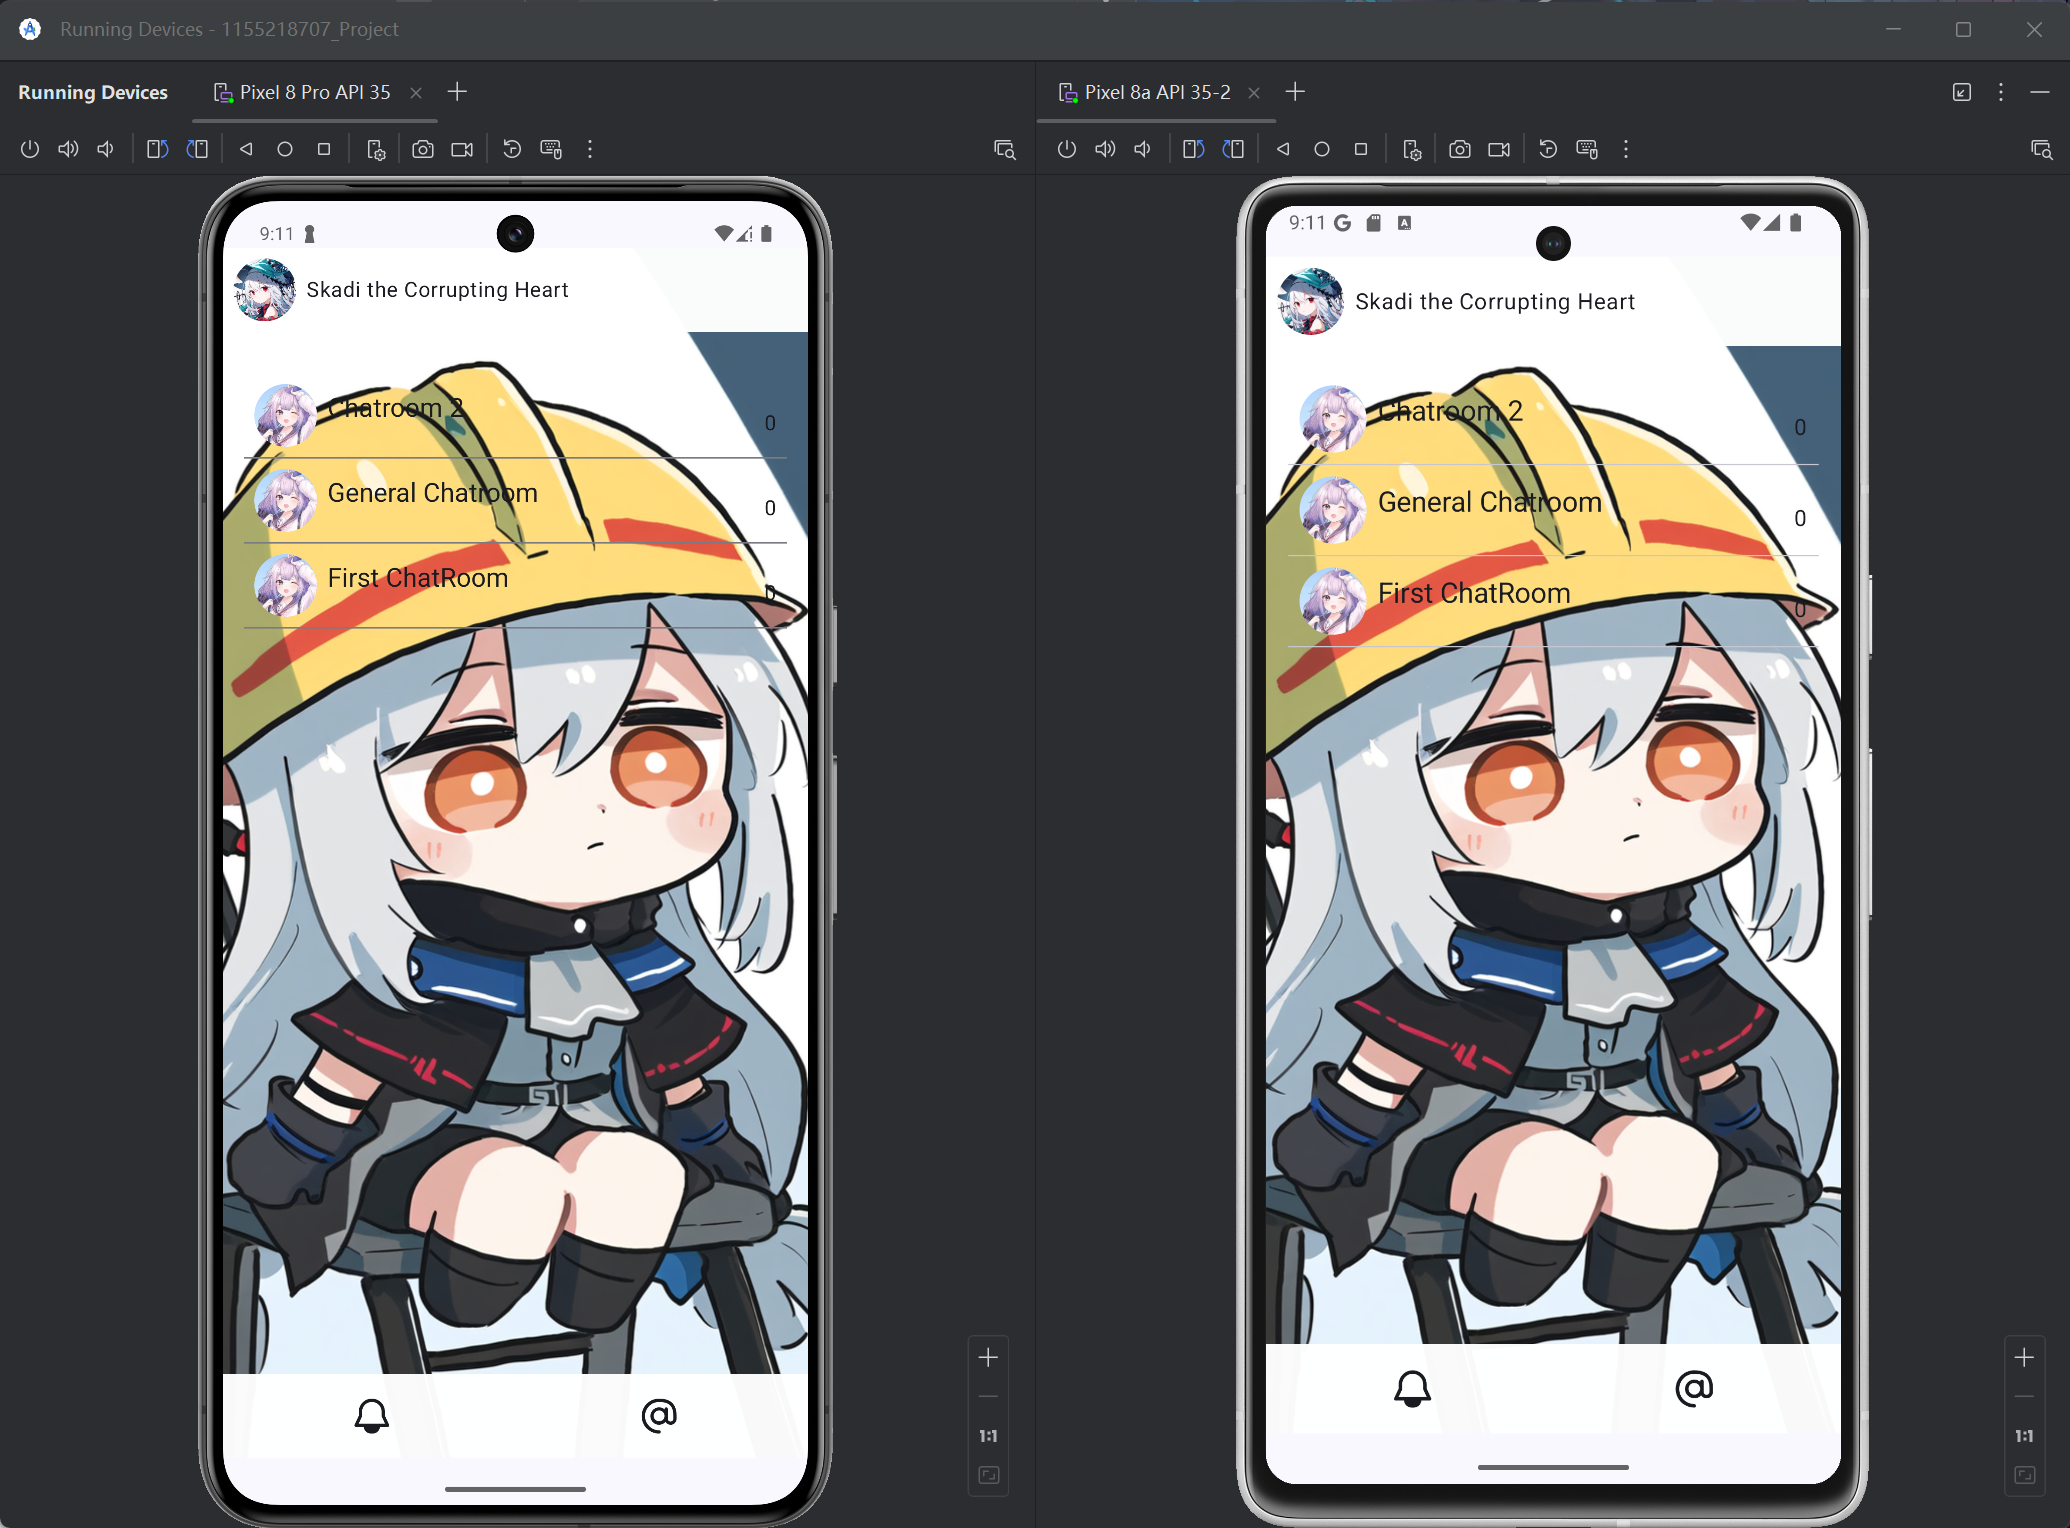 Running Devices - 1155218707_Project
Running Devices
Pixel 8 Pro API 35
Pixel 8a API 35-2
1:1
9:11
Skadi the Corrupting Heart
Chatroom 2
0
General Chatroom
0
First ChatRoom
0
@
9:11
Skadi the Corrupting Heart
Chatroom 2
0
General Chatroom
0
First ChatRoom
0
@
1:1